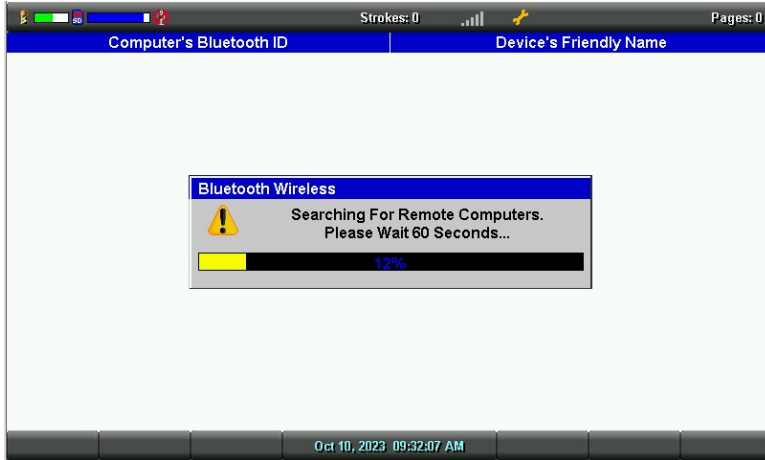 SD Strokes: 0 Pages: 0
Computer's Bluetooth ID Device's Friendly Name
Bluetooth Wireless
Searching For Remote Computers.
Please Wait 60 Seconds...
12%
Oct 10, 2023 09:32:07 AM